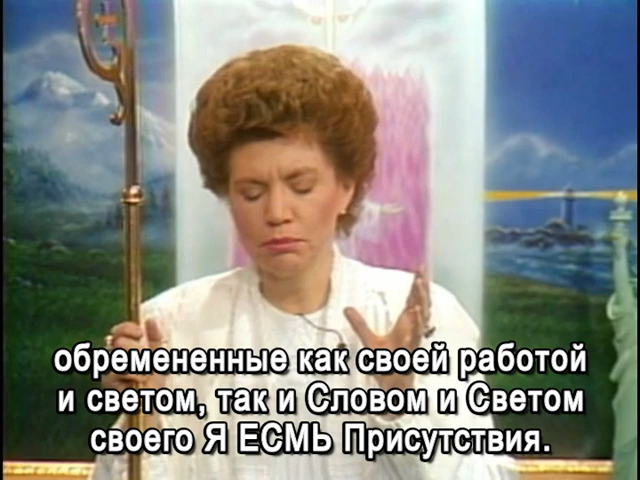 обремененные как своей работой
и светом, так и Словом и Светом
своего Я ЕСМЬ Присутствия.